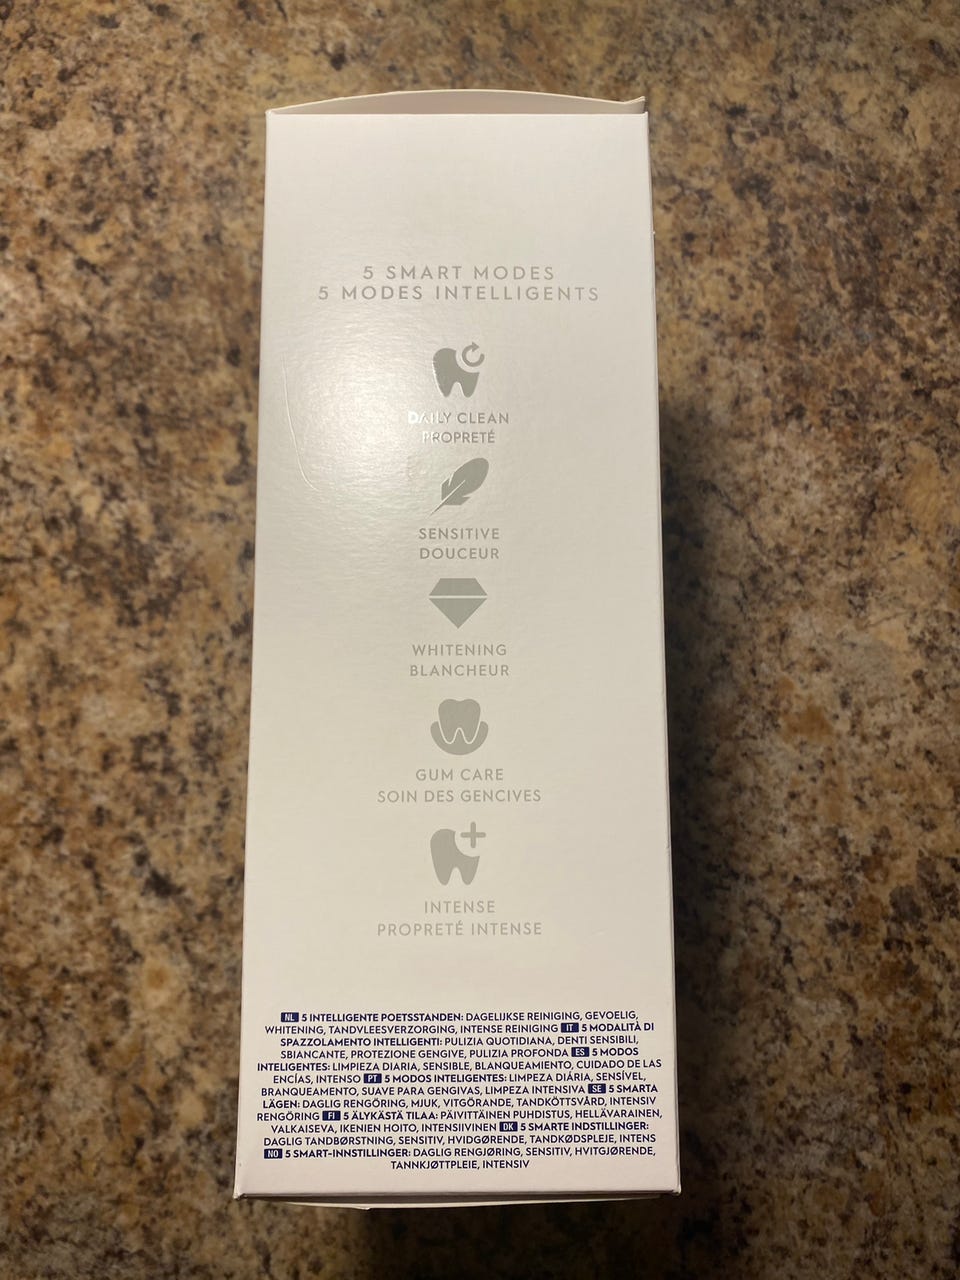 5 SMART MODES
5 MODES INTELLIGENTS
DAILY CLEAN
PROPRETÉ
SENSITIVE
DOUCEUR
WHITENING
BLANCHEUR
GUM CARE
SOIN DES GENCIVES
INTENSE
PROPRETÉ INTENSE
NL 5 INTELLIGENTE POETSSTANDEN: DAGELIJKSE REINIGING, GEVOELIG,
WHITENING, TANDVLEESVERZORGING, INTENSE REINIGING IT 5 MODALITÀ DI
SPAZZOLAMENTO INTELLIGENTI: PULIZIA QUOTIDIANA, DENTI SENSIBILI,
SBIANCANTE, PROTEZIONE GENGIVE, PULIZIA PROFONDA ES 5 MODOS
INTELIGENTES: LIMPIEZA DIARIA, SENSIBLE, BLANQUEAMIENTO, CUIDADO DE LAS
ENCÍAS, INTENSO PT 5 MODOS INTELIGENTES: LIMPEZA DIÁRIA, SENSÍVEL,
BRANQUEAMENTO, SUAVE PARA GENGIVAS, LIMPEZA INTENSIVA SE 5 SMARTA
LÄGEN: DAGLIG RENGÖRING, MJUK, VITGÖRANDE, TANDKÖTTSVÅRD, INTENSIV
RENGÖRING FI 5 ÄLYKÄSTÄ TILAA: PÄIVITTÄINEN PUHDISTUS, HELLÄVARAINEN,
VALKAISEVA, IKENIEN HOITO, INTENSIIVINEN DK 5 SMARTE INDSTILLINGER:
DAGLIG TANDBØRSTNING, SENSITIV, HVIDGØRENDE, TANDKØDSPLEJE, INTENS
NO 5 SMART-INNSTILLINGER: DAGLIG RENGJØRING, SENSITIV, HVITGJØRENDE,
TANNKJØTTPLEIE, INTENSIV